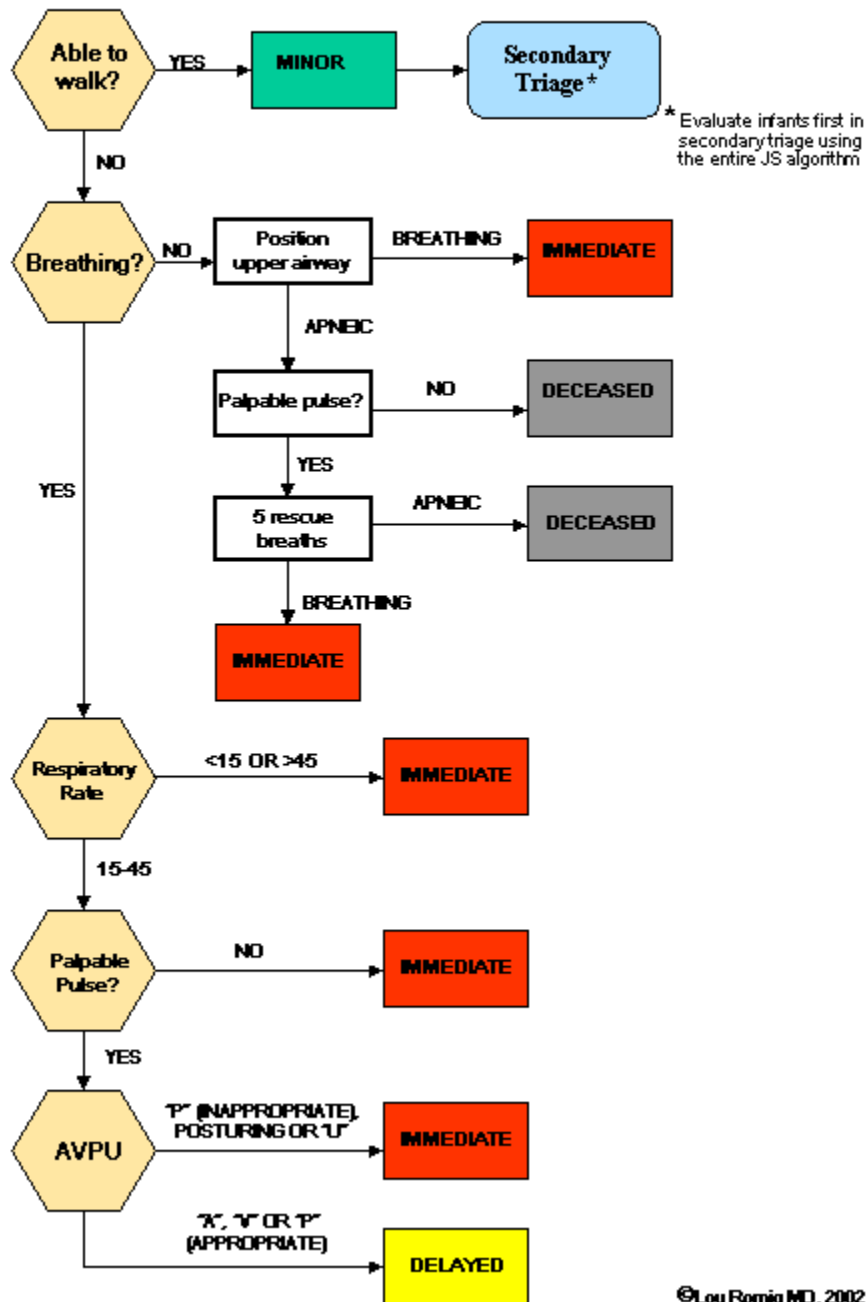 Able to
walk?
YES
MINOR
Secondary
Triage*
* Evaluate infants first in
secondary triage using
the entire JS algorithm
NO
Breathing?
NO
Position
upper airway
BREATHING
IMMEDIATE
APNEIC
Palpable pulse?
NO
DECEASED
YES
YES
5 rescue
breaths
APNEIC
DECEASED
BREATHING
IMMEDIATE
Respiratory
Rate
<15 OR >45
IMMEDIATE
15-45
Palpable
Pulse?
NO
IMMEDIATE
YES
AVPU
"P" (INAPPROPRIATE),
POSTURING OR "U"
IMMEDIATE
"A", "V" OR "P"
(APPROPRIATE)
DELAYED
©Lou Romig MD, 2002